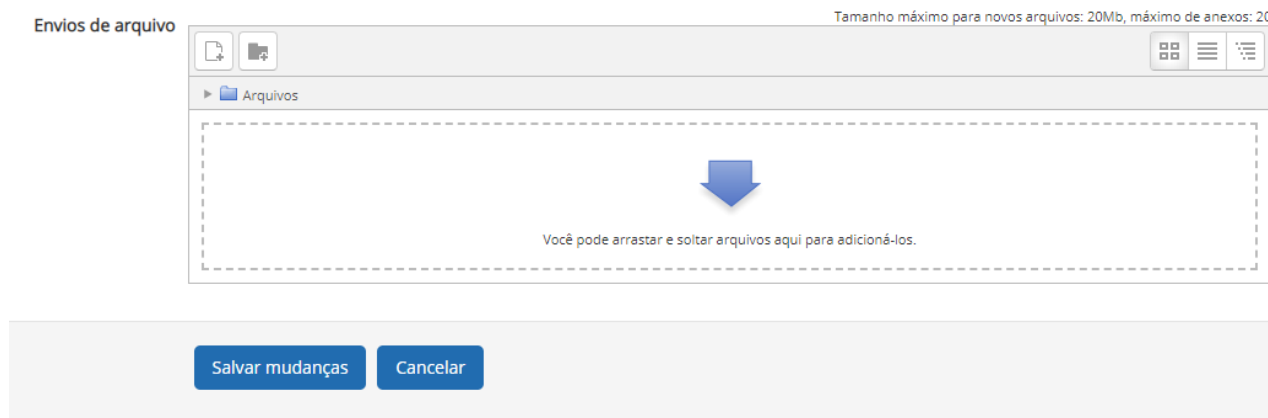 Tamanho máximo para novos arquivos: 20Mb, máximo de anexos: 20
Envios de arquivo
Arquivos
Você pode arrastar e soltar arquivos aqui para adicioná-los.
Salvar mudanças Cancelar